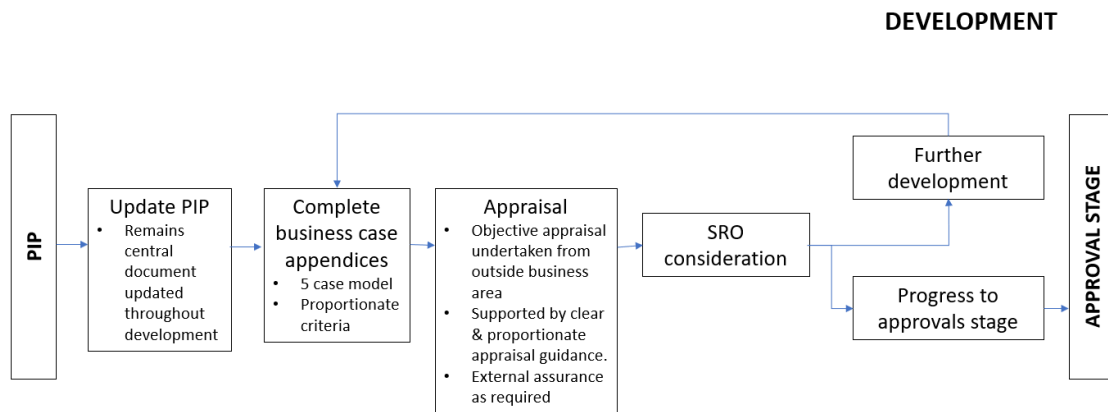 DEVELOPMENT
PIP
Update PIP
• Remains
central
document
updated
throughout
development
Complete
business case
appendices
• 5 case model
• Proportionate
criteria
Appraisal
• Objective appraisal
undertaken from
outside business
area
• Supported by clear
& proportionate
appraisal guidance.
• External assurance
as required
SRO
consideration
Further
development
Progress to
approvals stage
APPROVAL STAGE